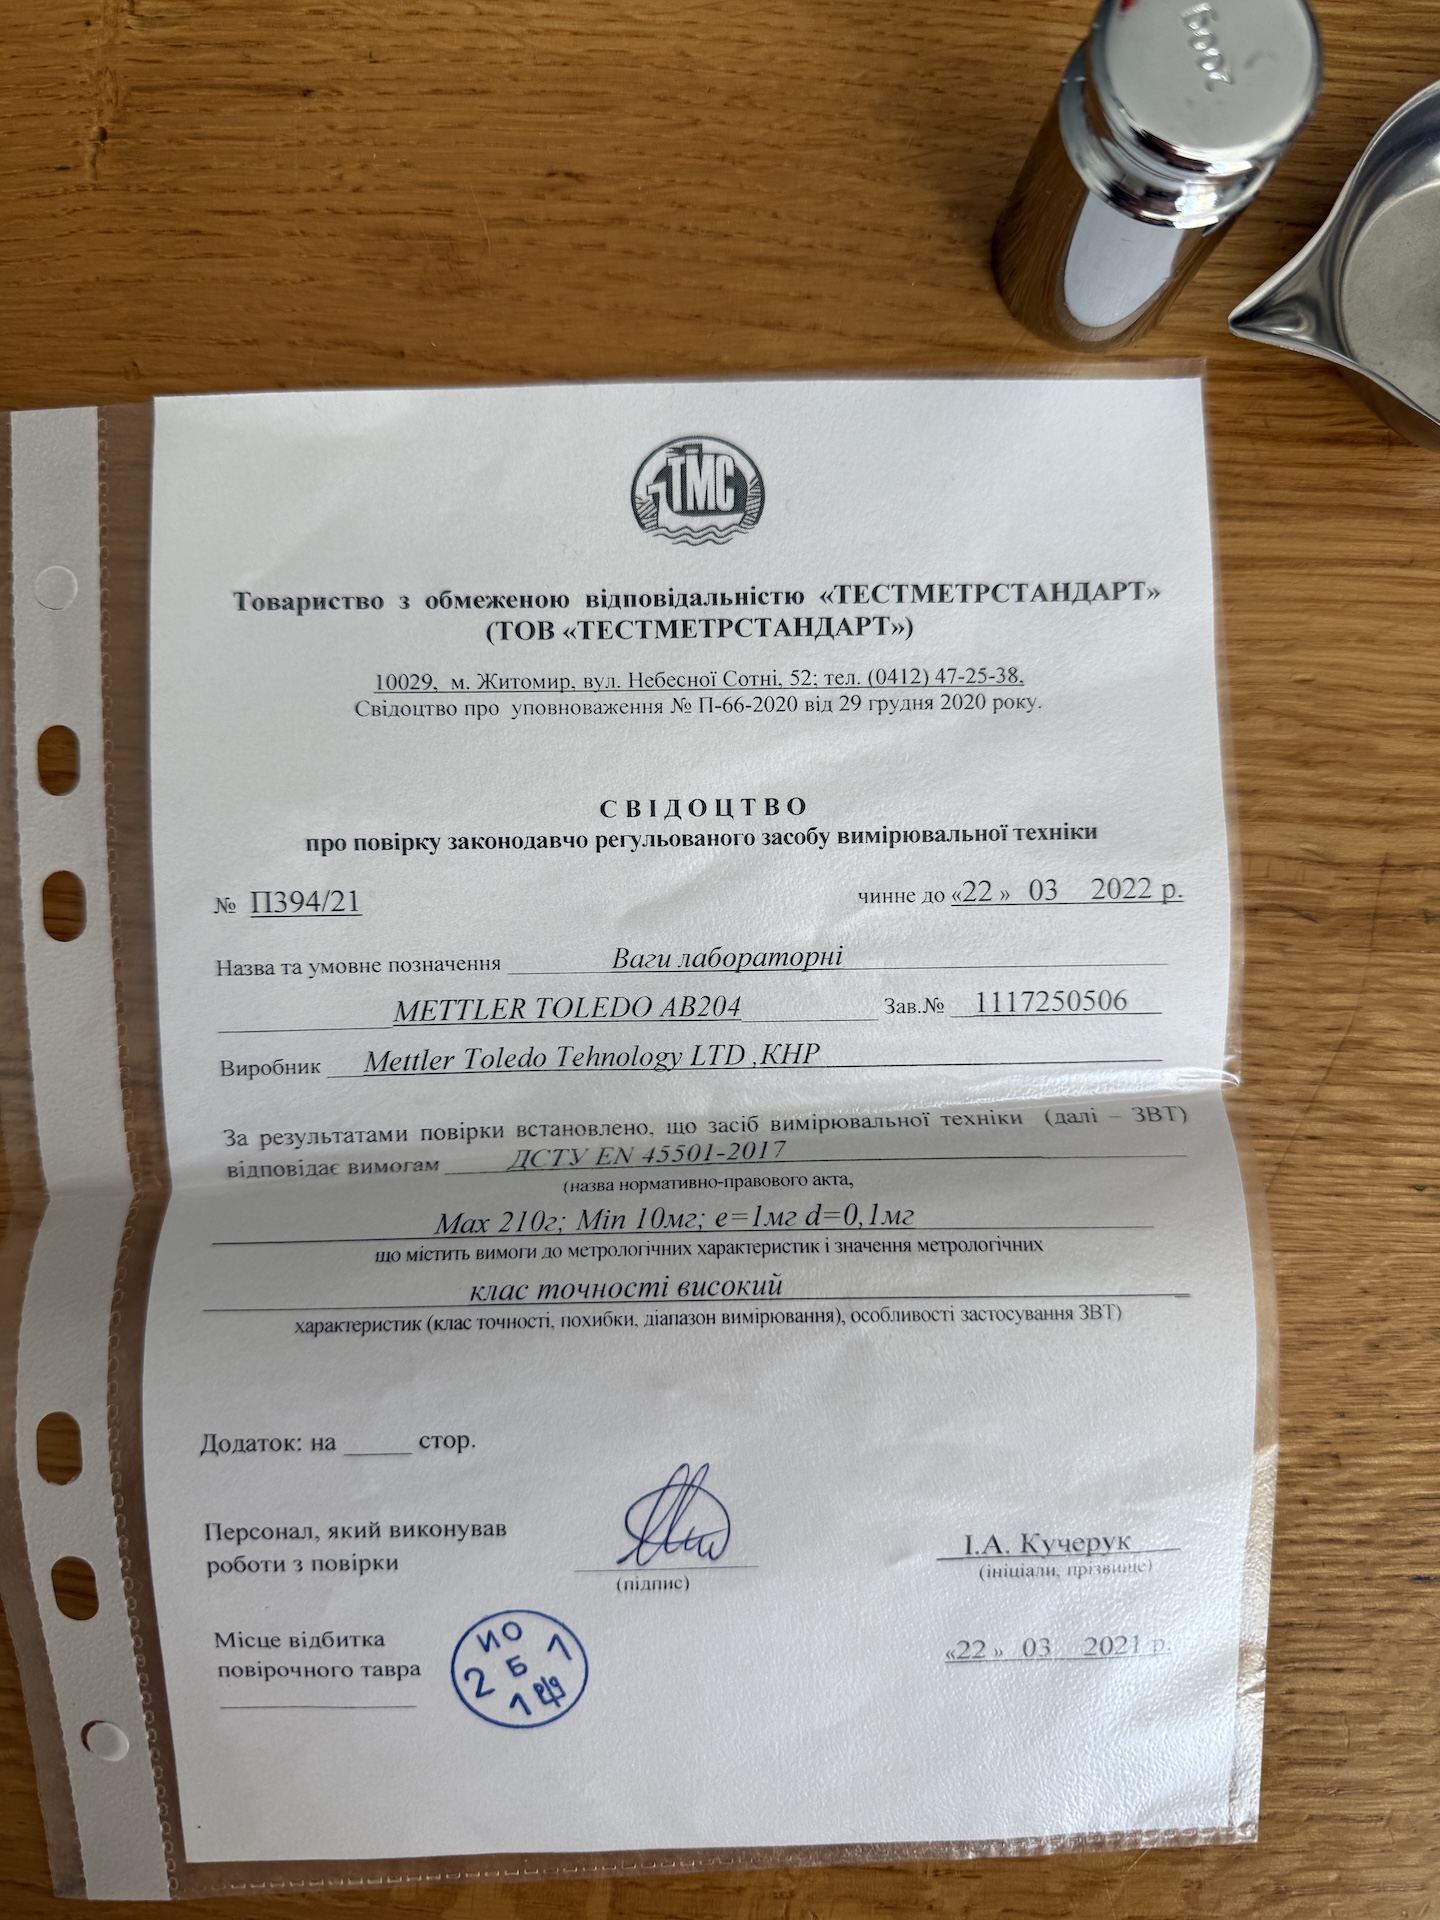 200g
ТМС
Товариство з обмеженою відповідальністю «ТЕСТМЕТРСТАНДАРТ»
(ТОВ «ТЕСТМЕТРСТАНДАРТ»)
10029, м. Житомир, вул. Небесної Сотні, 52; тел. (0412) 47-25-38,
Свідоцтво про уповноваження № П-66-2020 від 29 грудня 2020 року.
СВІДОЦТВО
про повірку законодавчо регульованого засобу вимірювальної техніки
№ П394/21 чинне до «22 » 03 2022 р.
Назва та умовне позначення Ваги лабораторні
METTLER TOLEDO AB204 Зав.№ 1117250506
Виробник Mettler Toledo Tehnology LTD ,КНР
За результатами повірки встановлено, що засіб вимірювальної техніки (далі – ЗВТ)
відповідає вимогам ДСТУ EN 45501-2017
(назва нормативно-правового акта,
Max 210г; Min 10мг; e=1мг d=0,1мг
що містить вимоги до метрологічних характеристик і значення метрологічних
клас точності високий
характеристик (клас точності, похибки, діапазон вимірювання), особливості застосування ЗВТ)
Додаток: на _____ стор.
Персонал, який виконував
роботи з повірки
(підпис)
І.А. Кучерук
(ініціали, прізвище)
Місце відбитка
повірочного тавра
ИО
2 Б 1
1
«22 » 03 2021 р.